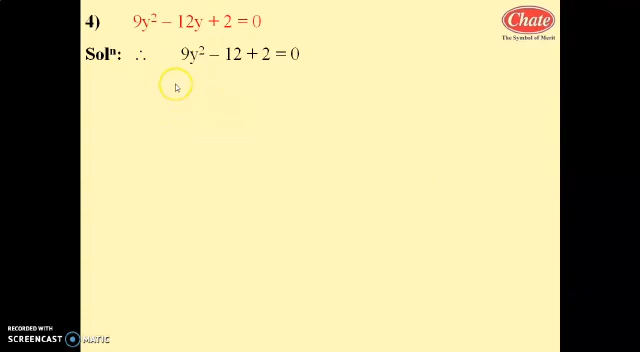 4) 9y² – 12y + 2 = 0
Chate
The Symbol of Merit
Solⁿ: ∴ 9y² – 12 + 2 = 0
RECORDED WITH
SCREENCAST MATIC